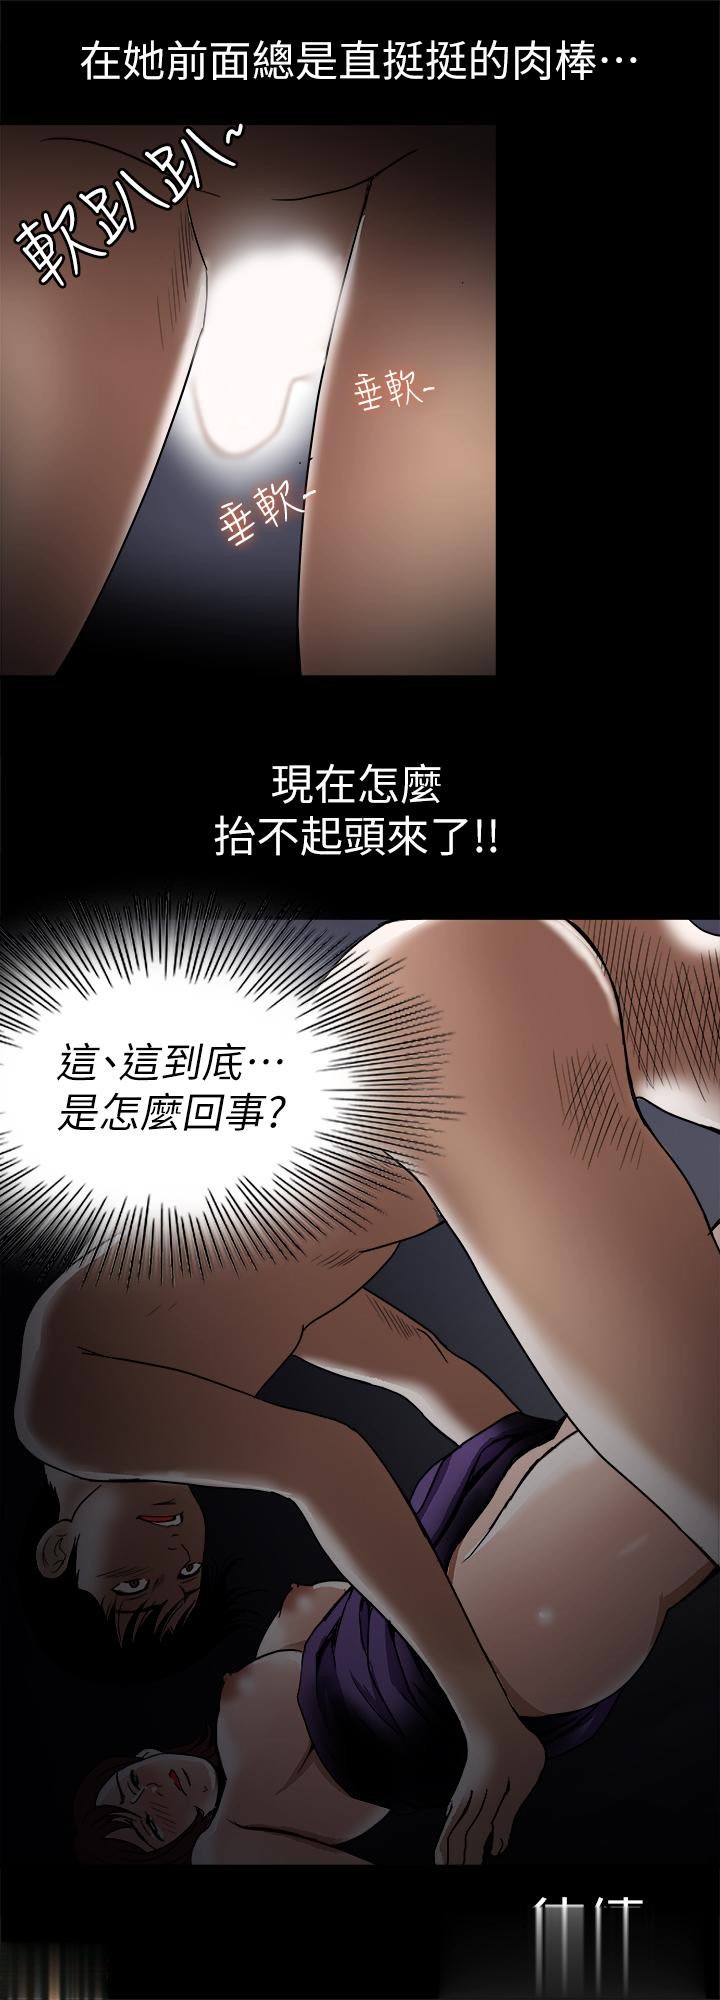 在她前面總是直挺挺的肉棒⋯
軟趴趴~
垂軟-
垂軟-
現在怎麼
抬不起頭來了!!
這、這到底⋯
是怎麼回事?